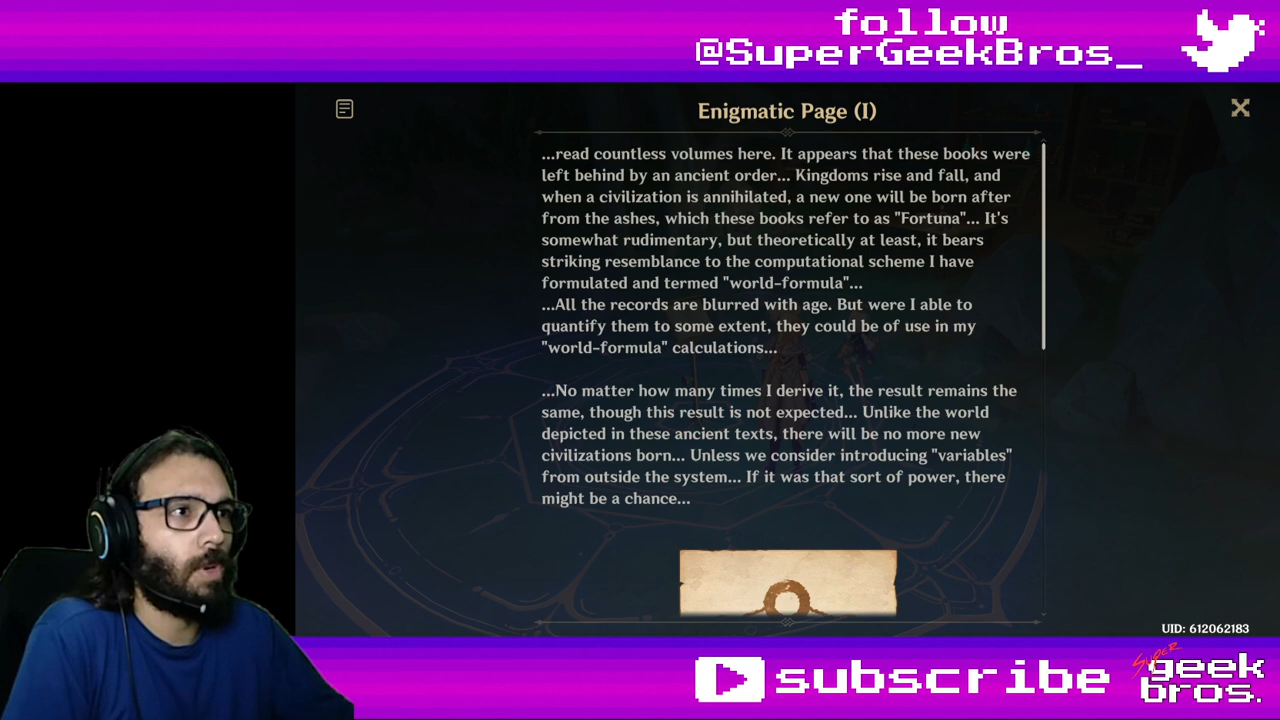 follow
@SuperGeekBros_
Enigmatic Page (I)
...read countless volumes here. It appears that these books were
left behind by an ancient order... Kingdoms rise and fall, and
when a civilization is annihilated, a new one will be born after
from the ashes, which these books refer to as "Fortuna"... It's
somewhat rudimentary, but theoretically at least, it bears
striking resemblance to the computational scheme I have
formulated and termed "world-formula"...
...All the records are blurred with age. But were I able to
quantify them to some extent, they could be of use in my
"world-formula" calculations...
...No matter how many times I derive it, the result remains the
same, though this result is not expected... Unlike the world
depicted in these ancient texts, there will be no more new
civilizations born... Unless we consider introducing "variables"
from outside the system... If it was that sort of power, there
might be a chance...
UID: 612062183
subscribe
SUPER
geek
bros.